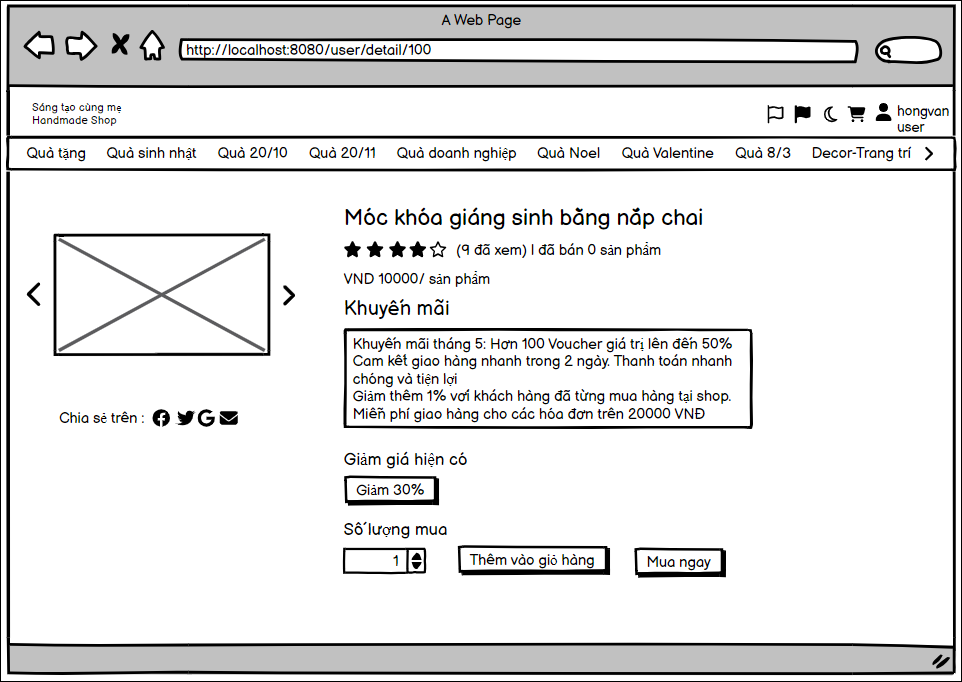 A Web Page
http://localhost:8080/user/detail/100
Sáng tạo cùng mẹ
Handmade Shop
hongvan
user
Quà tặng Quà sinh nhật Quà 20/10 Quà 20/11 Quà doanh nghiệp Quà Noel Quà Valentine Quà 8/3 Decor-Trang trí
Móc khóa giáng sinh bằng nắp chai
(9 đã xem) | đã bán 0 sản phẩm
VND 10000/ sản phẩm
Khuyến mãi
Khuyến mãi tháng 5: Hơn 100 Voucher giá trị lên đến 50%
Cam kết giao hàng nhanh trong 2 ngày. Thanh toán nhanh
chóng và tiện lợi
Giảm thêm 1% với khách hàng đã từng mua hàng tại shop.
Miễn phí giao hàng cho các hóa đơn trên 20000 VNĐ
Chia sẻ trên :
Giảm giá hiện có
Giảm 30%
Số lượng mua
1 Thêm vào giỏ hàng Mua ngay